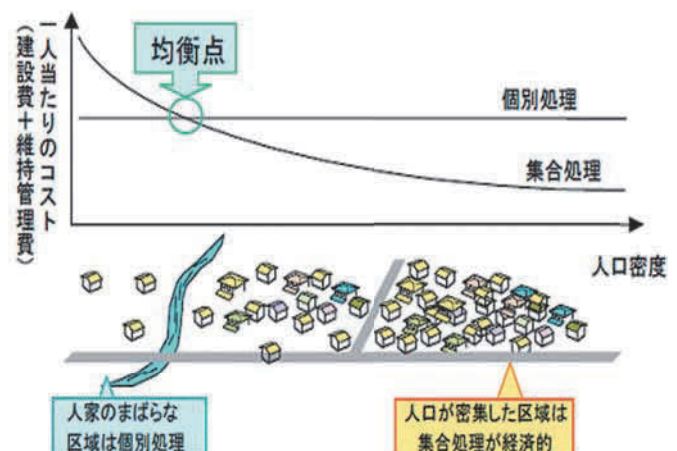 一人当たりのコスト
(建設費+維持管理費)
均衡点
個別処理
集合処理
人口密度
人家のまばらな
区域は個別処理
人口が密集した区域は
集合処理が経済的